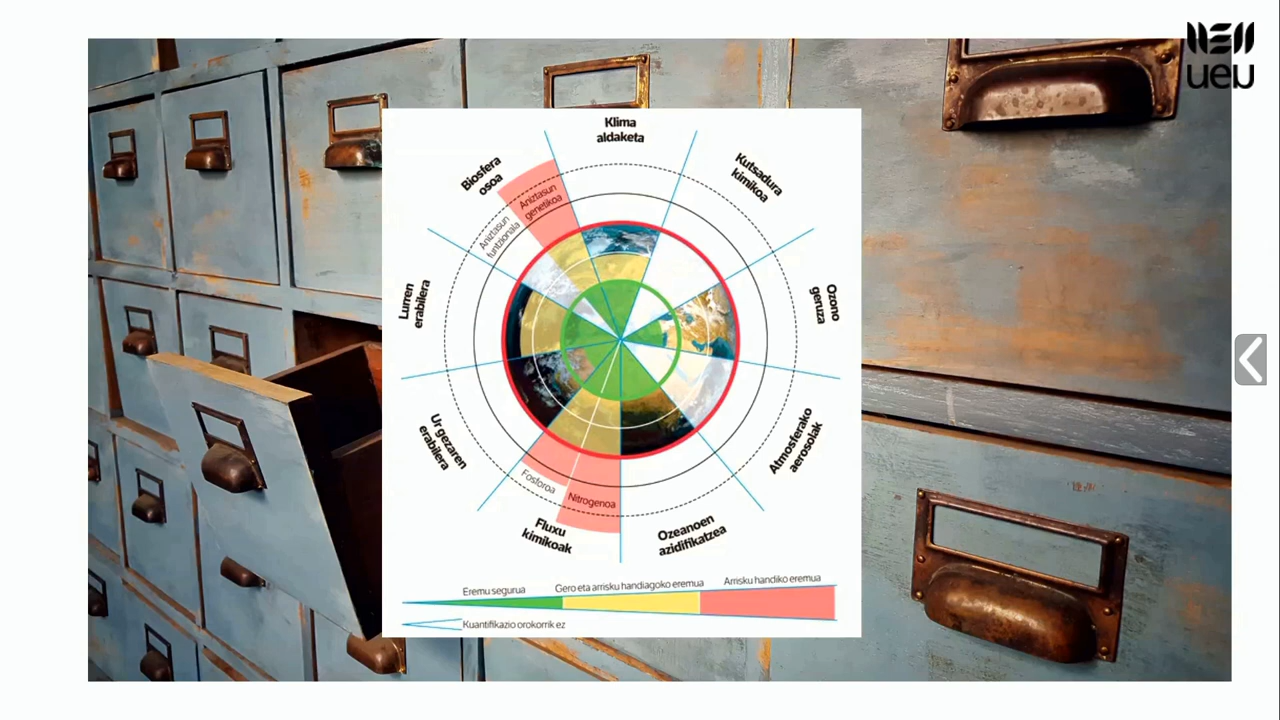 ueu
Klima
aldaketa
Kutsadura
kimikoa
Ozono
geruza
Atmosferako
aerosolak
Ozeanoen
azidifikatzea
Fluxu
kimikoak
Fosforoa
Nitrogenoa
Ur gezaren
erabilera
Lurren
erabilera
Biosfera
osoa
Aniztasun
funtzionala
Aniztasun
genetikoa
Eremu segurua
Gero eta arrisku handiagoko eremua
Arrisku handiko eremua
Kuantifikazio orokorrik ez